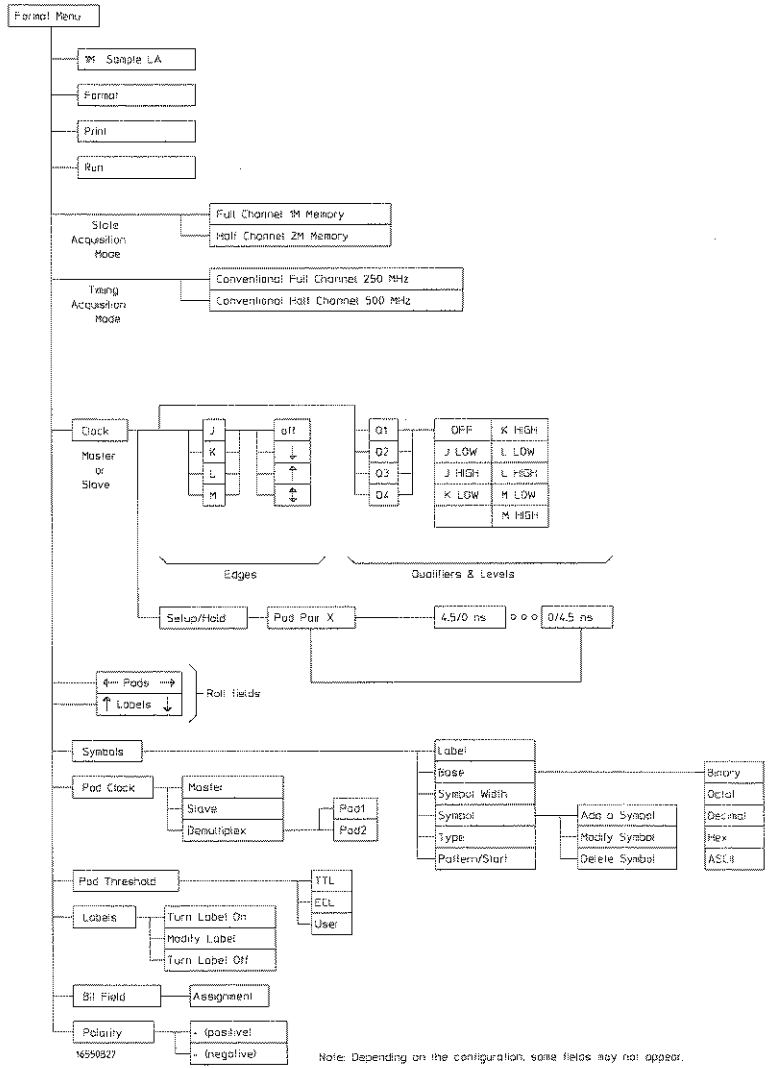 Format Menu
1M Sample LA
Format
Print
Run
State
Acquisition
Mode
Full Channel 1M Memory
Half Channel 2M Memory
Timing
Acquisition
Mode
Conventional Full Channel 250 MHz
Conventional Half Channel 500 MHz
Clock
Master
or
Slave
J
K
L
M
off
↓
↑
↕
Q1
Q2
Q3
Q4
OFF K HIGH
J LOW L LOW
J HIGH L HIGH
K LOW M LOW
M HIGH
Edges
Qualifiers & Levels
Setup/Hold
Pod Pair X
4.5/0 ns o o o 0/4.5 ns
← Pods →
↑ Labels ↓
Roll fields
Symbols
Label
Base
Symbol Width
Symbol
Type
Pattern/Start
Add a Symbol
Modify Symbol
Delete Symbol
Binary
Octal
Decimal
Hex
ASCII
Pod Clock
Master
Slave
Demultiplex
Pod1
Pod2
Pod Threshold
TTL
ECL
User
Labels
Turn Label On
Modify Label
Turn Label Off
Bit Field
Assignment
Polarity
(positive)
- (negative)
16550B27
Note: Depending on the configuration, some fields may not appear.